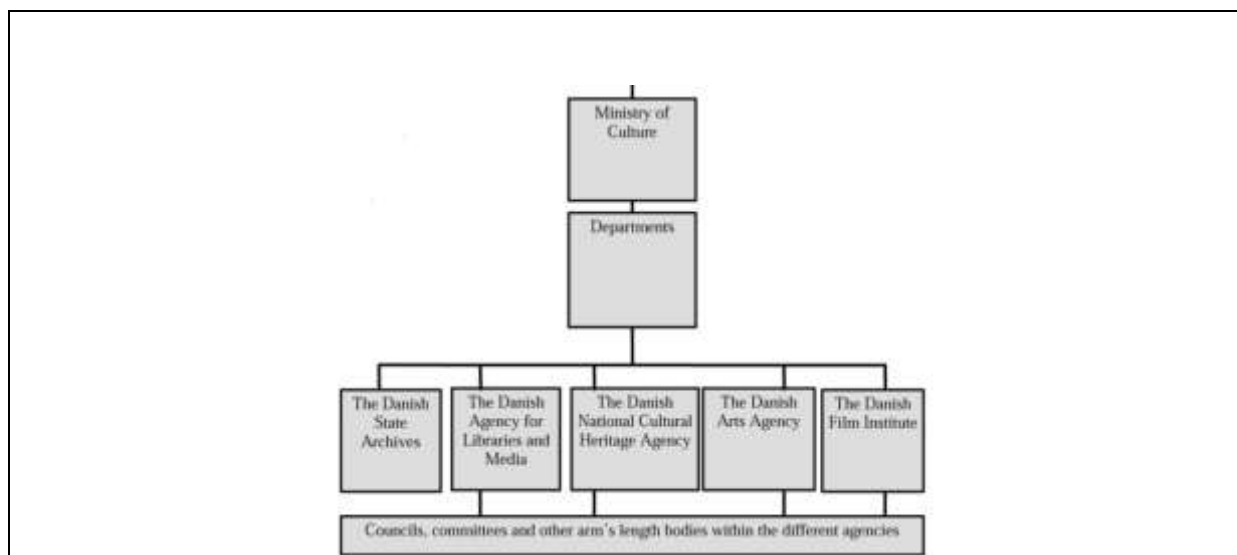 Ministry of
Culture
Departments
The Danish
State
Archives
The Danish
Agency for
Libraries and
Media
The Danish
National Cultural
Heritage Agency
The Danish
Arts Agency
The Danish
Film Institute
Councils, committees and other arm´s length bodies within the different agencies